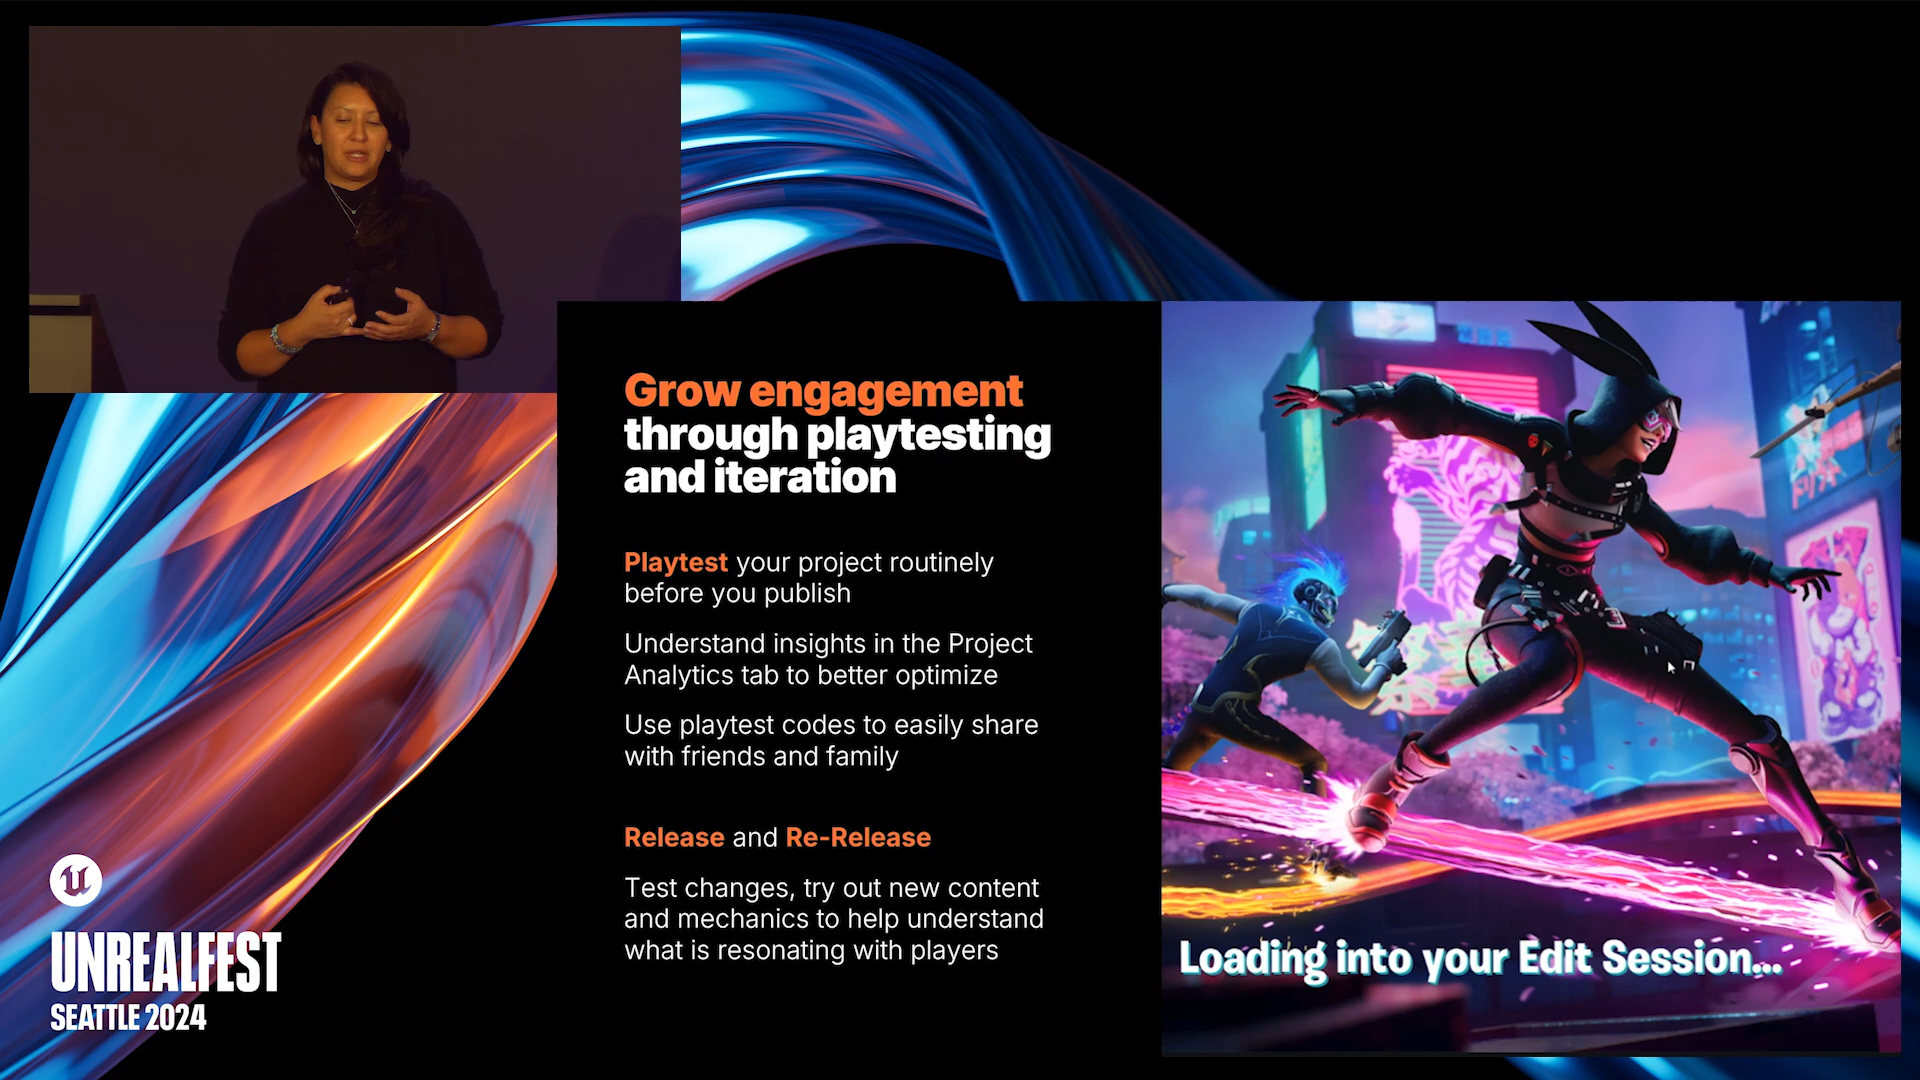 Grow engagement
through playtesting
and iteration
Playtest your project routinely
before you publish
Understand insights in the Project
Analytics tab to better optimize
Use playtest codes to easily share
with friends and family
Release and Re-Release
Test changes, try out new content
and mechanics to help understand
what is resonating with players
Loading into your Edit Session...
UNREALFEST
SEATTLE 2024